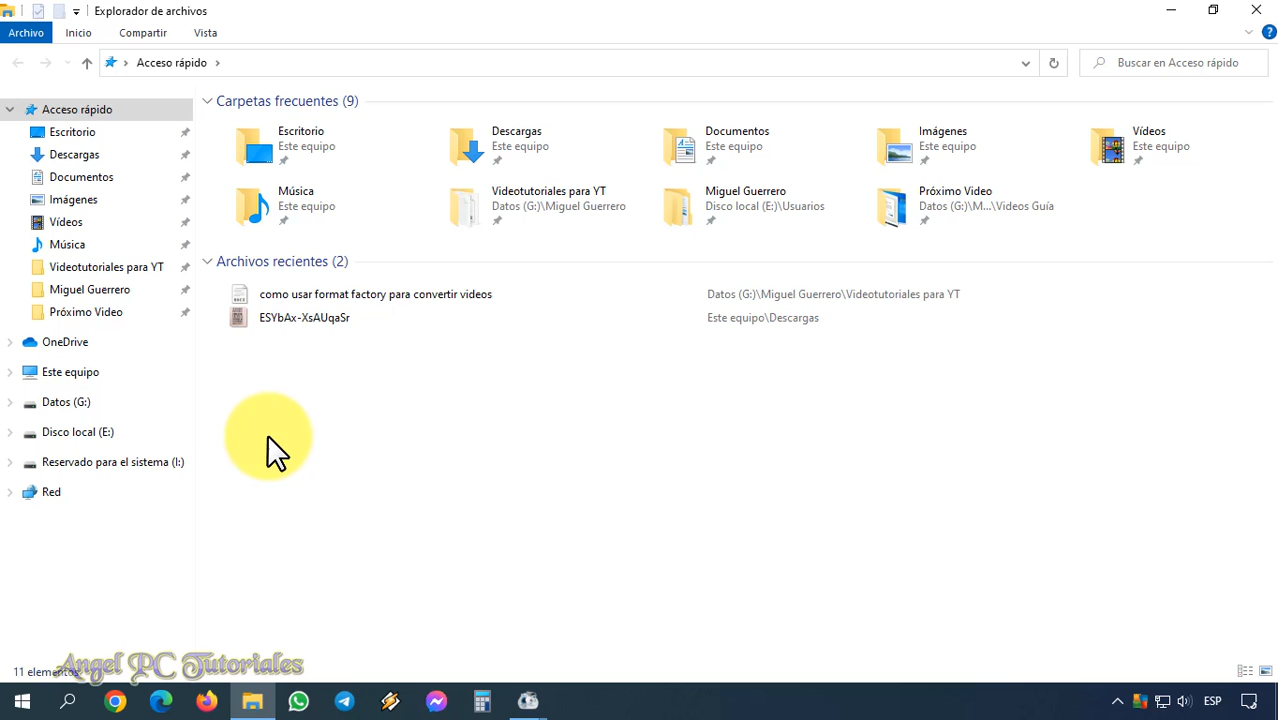 Explorador de archivos
Archivo Inicio Compartir Vista
Acceso rápido
Buscar en Acceso rápido
Acceso rápido
Escritorio
Descargas
Documentos
Imágenes
Vídeos
Música
Videotutoriales para YT
Miguel Guerrero
Próximo Video
OneDrive
Este equipo
Datos (G:)
Disco local (E:)
Reservado para el sistema (I:)
Red
Carpetas frecuentes (9)
Escritorio
Este equipo
Descargas
Este equipo
Documentos
Este equipo
Imágenes
Este equipo
Vídeos
Este equipo
Música
Este equipo
Videotutoriales para YT
Datos (G:)\Miguel Guerrero
Miguel Guerrero
Disco local (E:)\Usuarios
Próximo Video
Datos (G:)\M...\Videos Guía
Archivos recientes (2)
como usar format factory para convertir videos Datos (G:)\Miguel Guerrero\Videotutoriales para YT
ESYbAx-XsAUqaSr Este equipo\Descargas
11 elementos
Angel PC Tutoriales
ESP